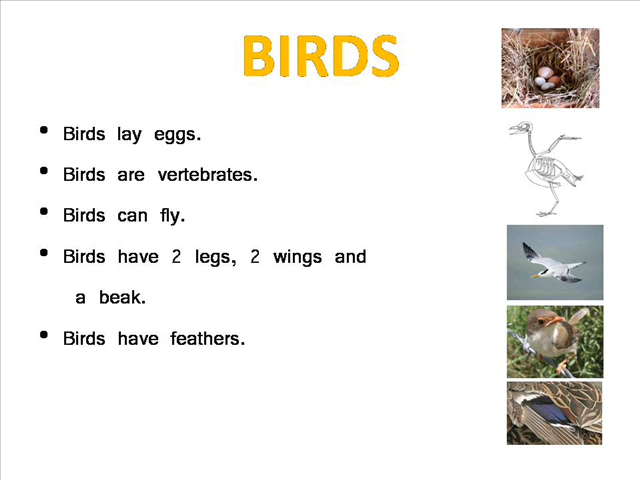 BIRDS
• Birds lay eggs.
• Birds are vertebrates.
• Birds can fly.
• Birds have 2 legs, 2 wings and
a beak.
• Birds have feathers.